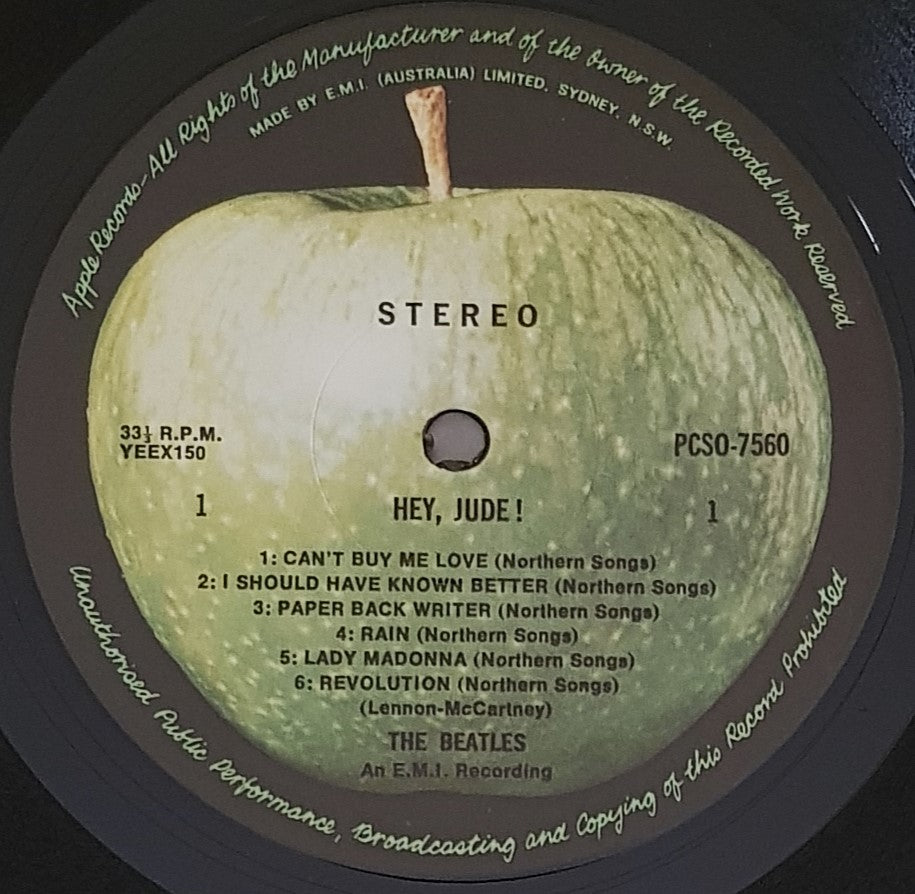 Apple Records–All Rights of the Manufacturer and of the Owner of the Recorded Work Reserved
MADE BY E.M.I. (AUSTRALIA) LIMITED, SYDNEY, N.S.W.
STEREO
33⅓ R.P.M.
YEEX150
PCSO-7560
1
HEY, JUDE!
1
1: CAN'T BUY ME LOVE (Northern Songs)
2: I SHOULD HAVE KNOWN BETTER (Northern Songs)
3: PAPER BACK WRITER (Northern Songs)
4: RAIN (Northern Songs)
5: LADY MADONNA (Northern Songs)
6: REVOLUTION (Northern Songs)
(Lennon-McCartney)
THE BEATLES
An E.M.I. Recording
Unauthorised Public Performance, Broadcasting and Copying of this Record Prohibited